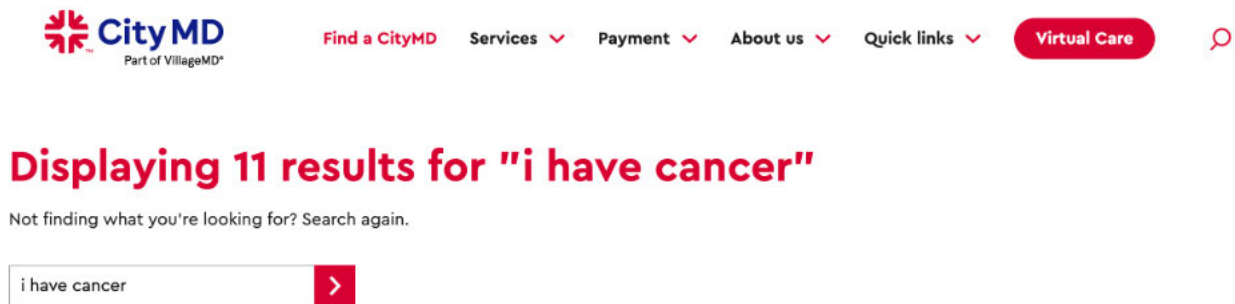 CityMD
Part of VillageMD®
Find a CityMD Services Payment About us Quick links Virtual Care
Displaying 11 results for "i have cancer"
Not finding what you're looking for? Search again.
i have cancer